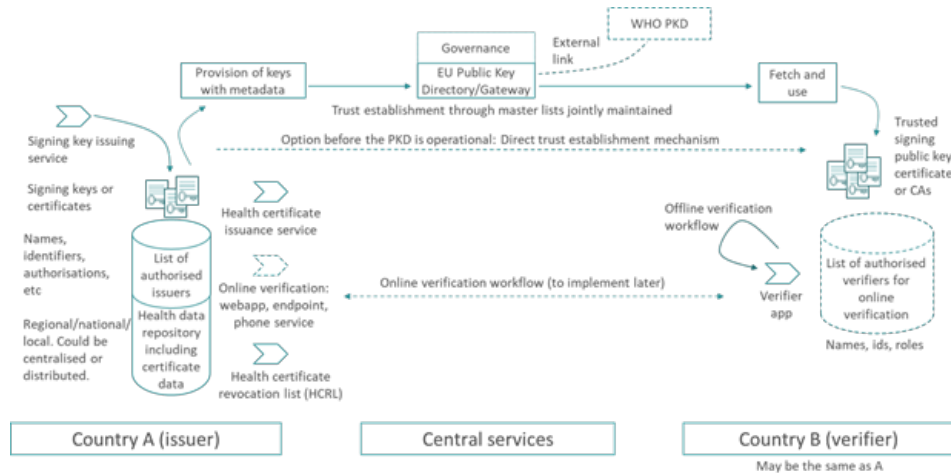 WHO PKD
Governance
External
link
Provision of keys
with metadata
EU Public Key
Directory/Gateway
Fetch and
use
Trust establishment through master lists jointly maintained
Signing key issuing
service
Option before the PKD is operational: Direct trust establishment mechanism
Trusted
signing
public key
certificate
or CAs
Signing keys or
certificates
Health certificate
issuance service
Offline verification
workflow
Names,
identifiers,
authorisations,
etc
List of
authorised
issuers
Online verification:
webapp, endpoint,
phone service
Online verification workflow (to implement later)
Verifier
app
List of authorised
verifiers for
online
verification
Regional/national/
local. Could be
centralised or
distributed.
Health data
repository
including
certificate
data
Names, ids, roles
Health certificate
revocation list (HCRL)
Country A (issuer)
Central services
Country B (verifier)
May be the same as A